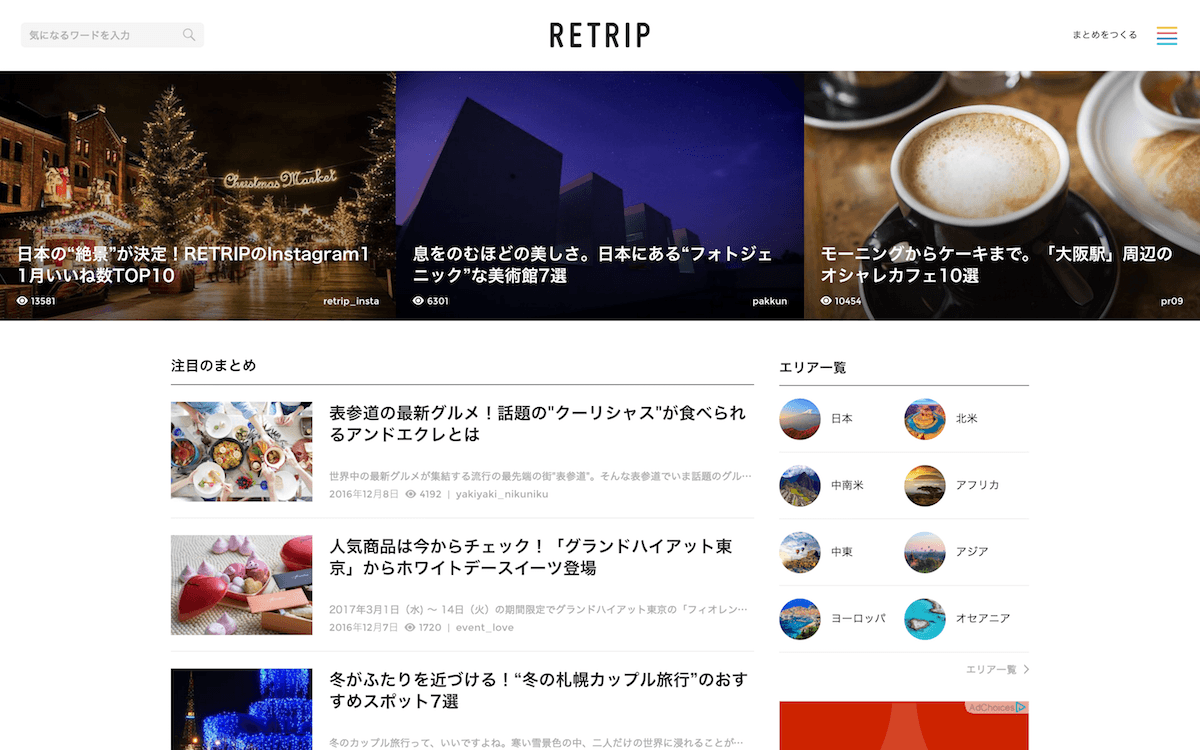 気になるワードを入力
RETRIP
まとめをつくる
Christmas Market
日本の“絶景”が決定！RETRIPのInstagram1
1月いいね数TOP10
13581
retrip_insta
息をのむほどの美しさ。日本にある“フォトジェ
ニック”な美術館7選
6301
pakkun
モーニングからケーキまで。「大阪駅」周辺の
オシャレカフェ10選
10454
pr09
注目のまとめ
表参道の最新グルメ！話題の"クーリシャス"が食べられ
るアンドエクレとは
世界中の最新グルメが集結する流行の最先端の街"表参道"。そんな表参道でいま話題のグル…
2016年12月8日 4192 | yakiyaki_nikuniku
人気商品は今からチェック！「グランドハイアット東
京」からホワイトデースイーツ登場
2017年3月1日（水）〜 14日（火）の期間限定でグランドハイアット東京の「フィオレン…
2016年12月7日 1720 | event_love
冬がふたりを近づける！“冬の札幌カップル旅行”のおす
すめスポット7選
冬のカップル旅行って、いいですよね。寒い雪景色の中、二人だけの世界に浸れることが…
エリア一覧
日本
北米
中南米
アフリカ
中東
アジア
ヨーロッパ
オセアニア
エリア一覧
AdChoices